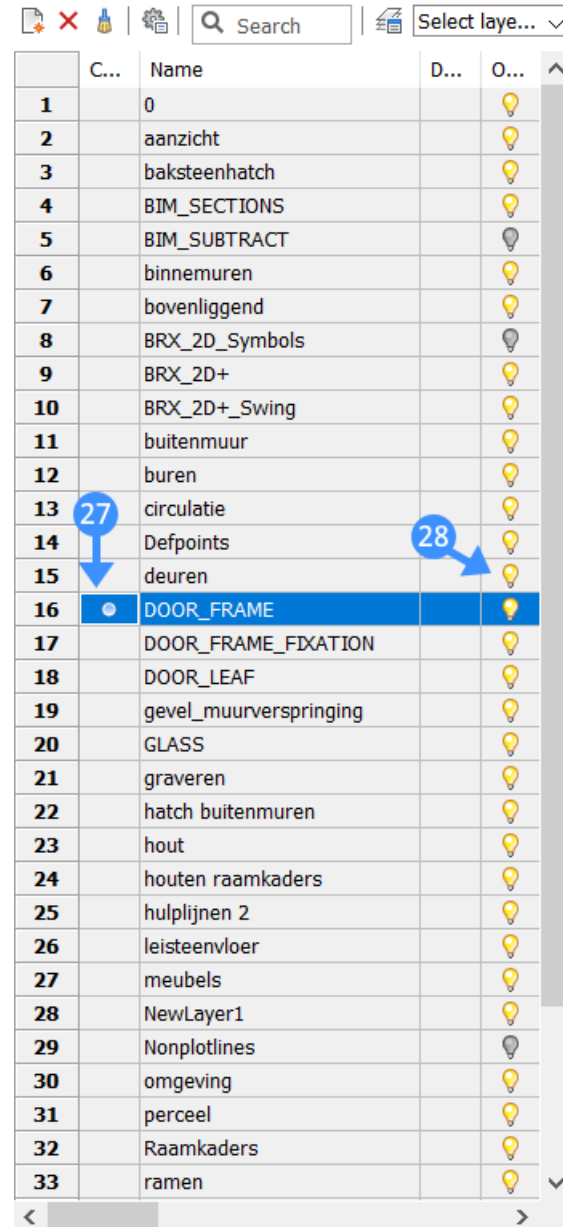 Search Select laye...
C... Name D... O...
1 0
2 aanzicht
3 baksteenhatch
4 BIM_SECTIONS
5 BIM_SUBTRACT
6 binnemuren
7 bovenliggend
8 BRX_2D_Symbols
9 BRX_2D+
10 BRX_2D+_Swing
11 buitenmuur
12 buren
13 27 circulatie
14 Defpoints 28
15 deuren
16 DOOR_FRAME
17 DOOR_FRAME_FIXATION
18 DOOR_LEAF
19 gevel_muurverspringing
20 GLASS
21 graveren
22 hatch buitenmuren
23 hout
24 houten raamkaders
25 hulplijnen 2
26 leisteenvloer
27 meubels
28 NewLayer1
29 Nonplotlines
30 omgeving
31 perceel
32 Raamkaders
33 ramen